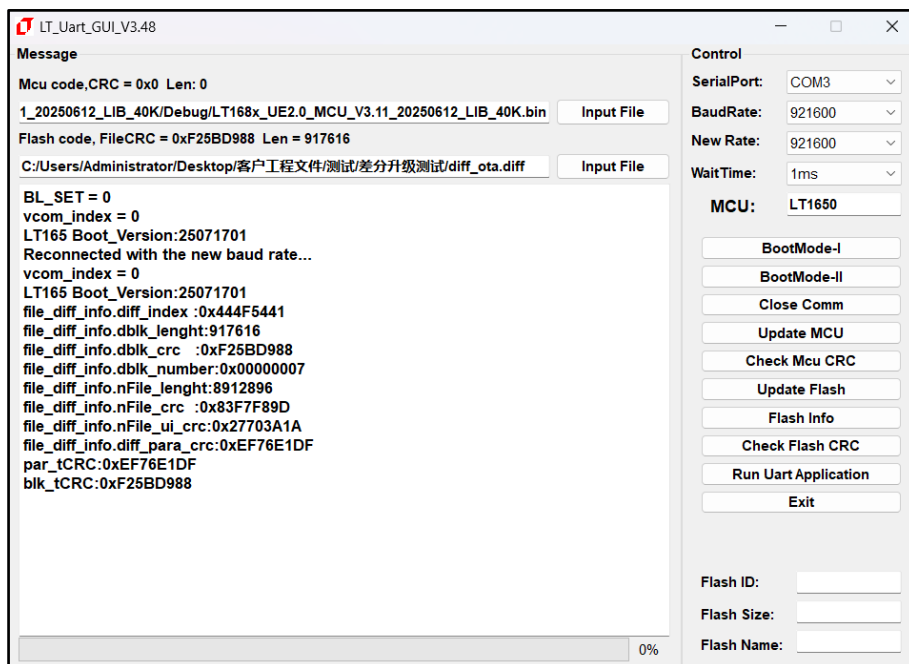 LT_Uart_GUI_V3.48
Message
Mcu code,CRC = 0x0 Len: 0
1_20250612_LIB_40K/Debug/LT168x_UE2.0_MCU_V3.11_20250612_LIB_40K.bin
Input File
Flash code, FileCRC = 0xF25BD988 Len = 917616
C:/Users/Administrator/Desktop/客户工程文件/测试/差分升级测试/diff_ota.diff
Input File
BL_SET = 0
vcom_index = 0
LT165 Boot_Version:25071701
Reconnected with the new baud rate...
vcom_index = 0
LT165 Boot_Version:25071701
file_diff_info.diff_index :0x444F5441
file_diff_info.dblk_lenght:917616
file_diff_info.dblk_crc :0xF25BD988
file_diff_info.dblk_number:0x00000007
file_diff_info.nFile_lenght:8912896
file_diff_info.nFile_crc :0x83F7F89D
file_diff_info.nFile_ui_crc:0x27703A1A
file_diff_info.diff_para_crc:0xEF76E1DF
par_tCRC:0xEF76E1DF
blk_tCRC:0xF25BD988
0%
Control
SerialPort: COM3
BaudRate: 921600
New Rate: 921600
WaitTime: 1ms
MCU: LT1650
BootMode-I
BootMode-II
Close Comm
Update MCU
Check Mcu CRC
Update Flash
Flash Info
Check Flash CRC
Run Uart Application
Exit
Flash ID:
Flash Size:
Flash Name: